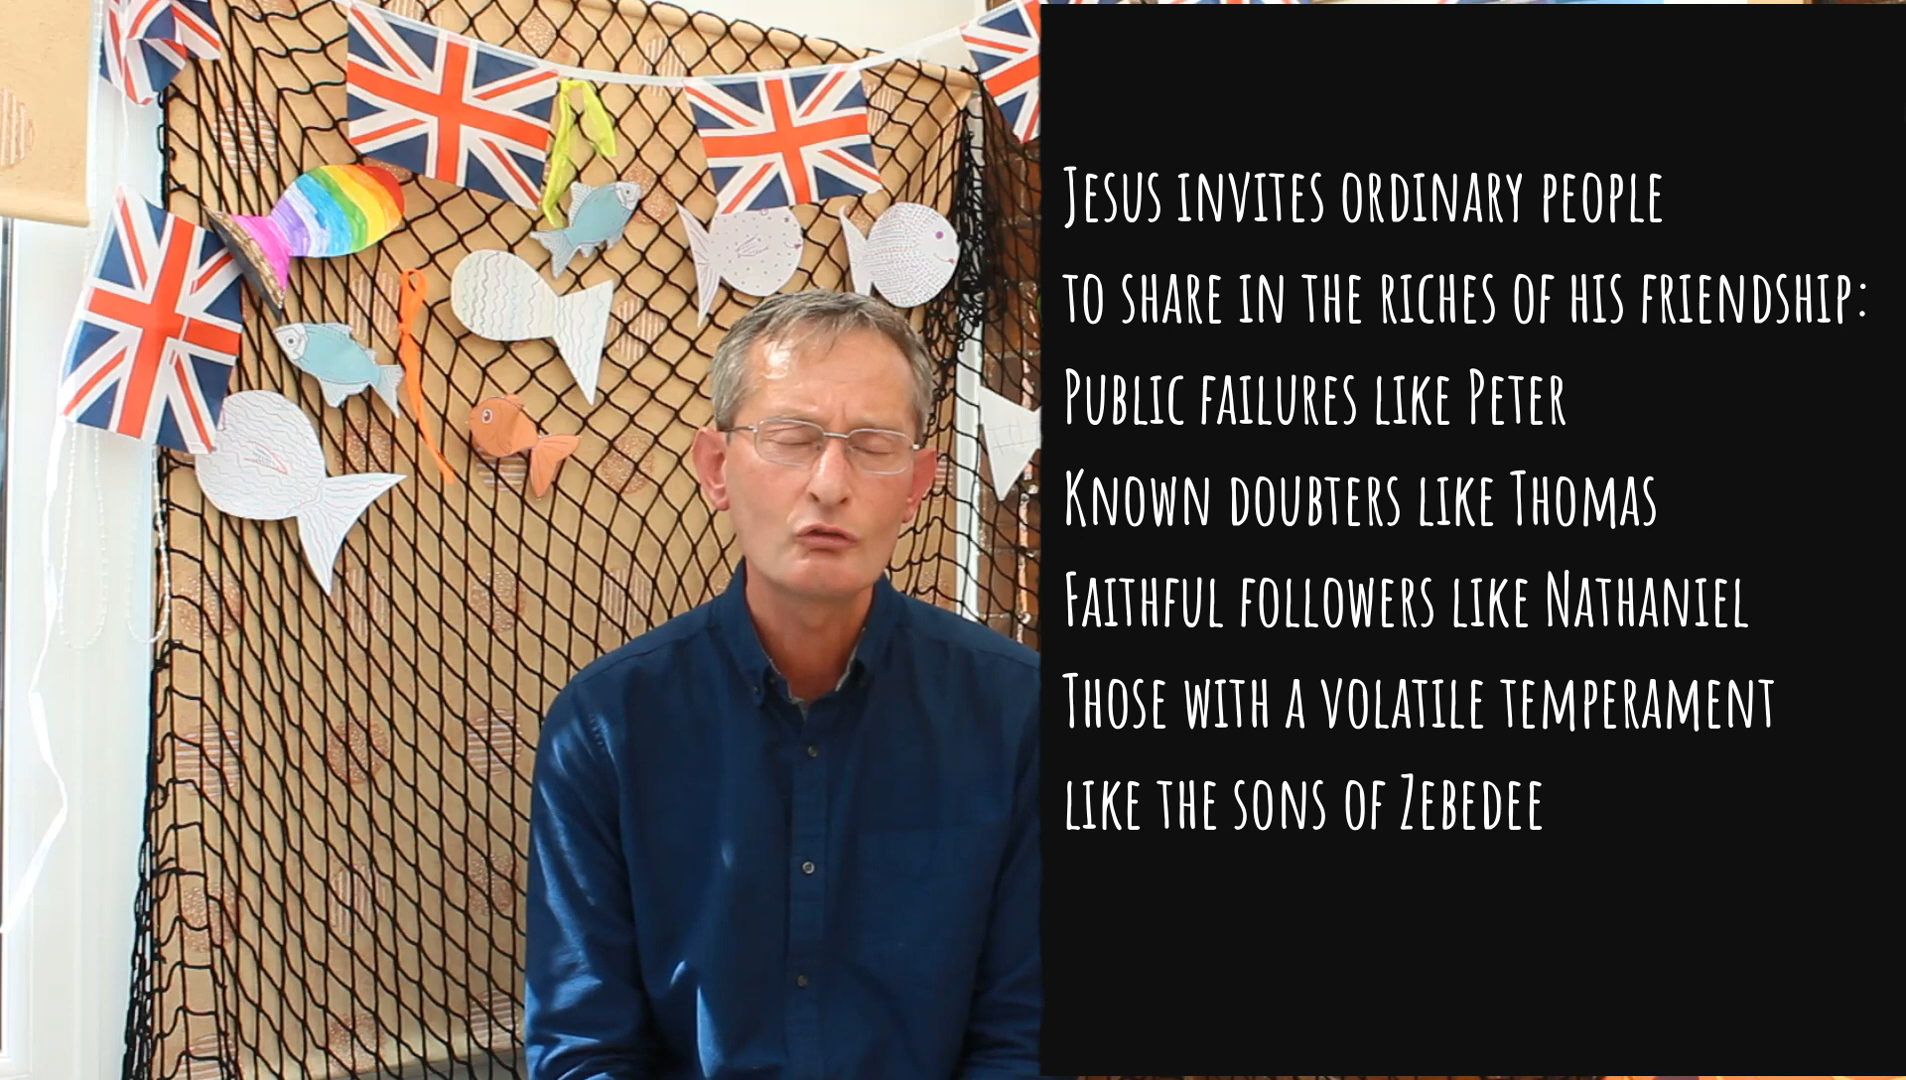 Jesus invites ordinary people
to share in the riches of his friendship:
Public failures like Peter
Known doubters like Thomas
Faithful followers like Nathaniel
Those with a volatile temperament
like the sons of Zebedee